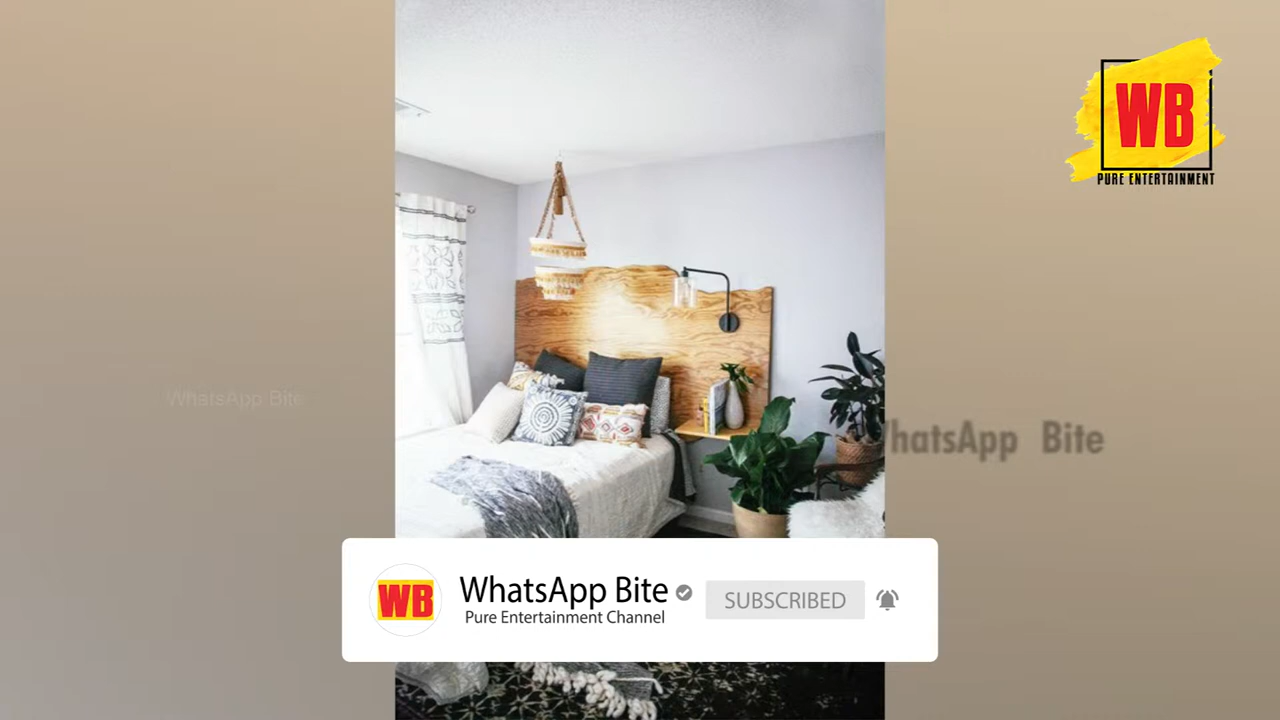 WB
PURE ENTERTAINMENT
WhatsApp Bite
WhatsApp Bite
WB
WhatsApp Bite
Pure Entertainment Channel
SUBSCRIBED